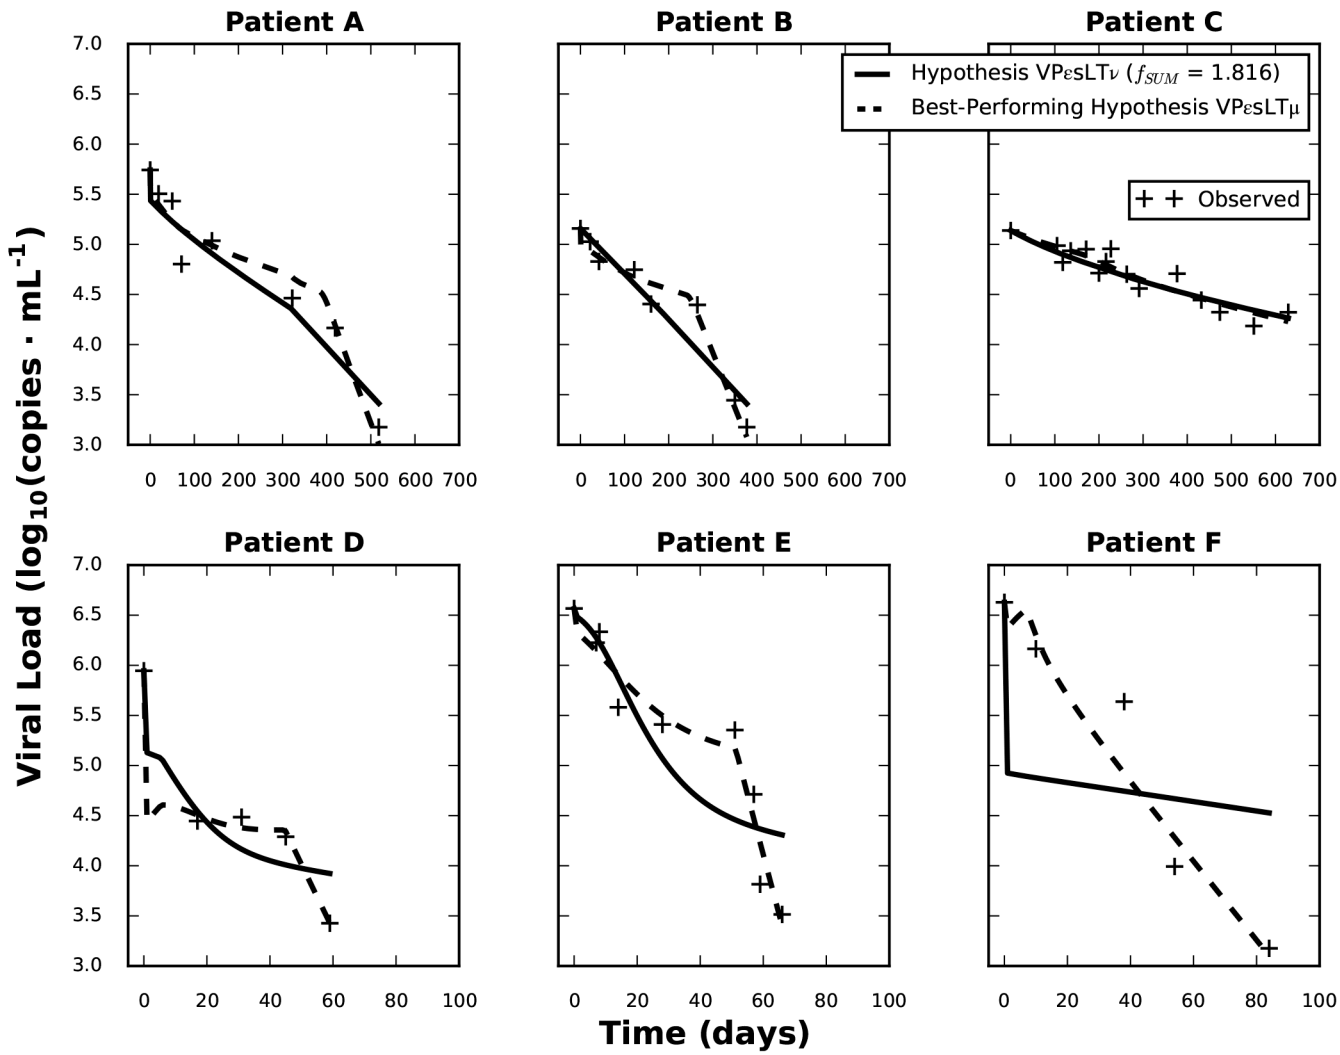 Patient A
Patient B
Patient C
Hypothesis VPεsLTν (f_SUM = 1.816)
Best-Performing Hypothesis VPεsLTμ
Observed
7.0
6.5
6.0
5.5
5.0
4.5
4.0
3.5
3.0
0 100 200 300 400 500 600 700
0 100 200 300 400 500 600 700
0 100 200 300 400 500 600 700
Viral Load (log₁₀(copies · mL⁻¹)
Patient D
Patient E
Patient F
7.0
6.5
6.0
5.5
5.0
4.5
4.0
3.5
3.0
0 20 40 60 80 100
0 20 40 60 80 100
0 20 40 60 80 100
Time (days)